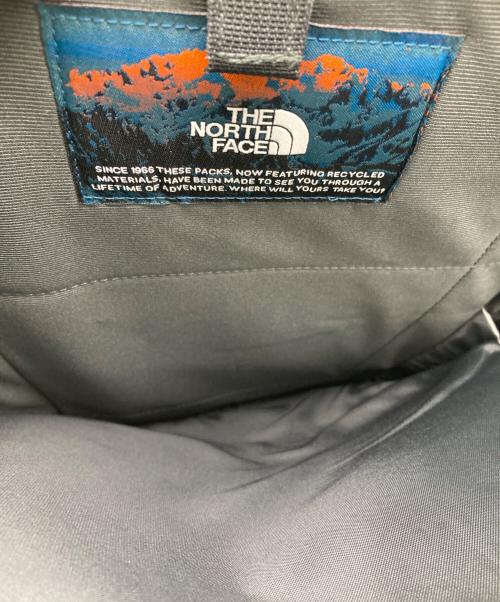 THE
NORTH
FACE
SINCE 1966 THESE PACKS, NOW FEATURING RECYCLED
MATERIALS, HAVE BEEN MADE TO SEE YOU THROUGH A
LIFETIME OF ADVENTURE. WHERE WILL YOURS TAKE YOU?